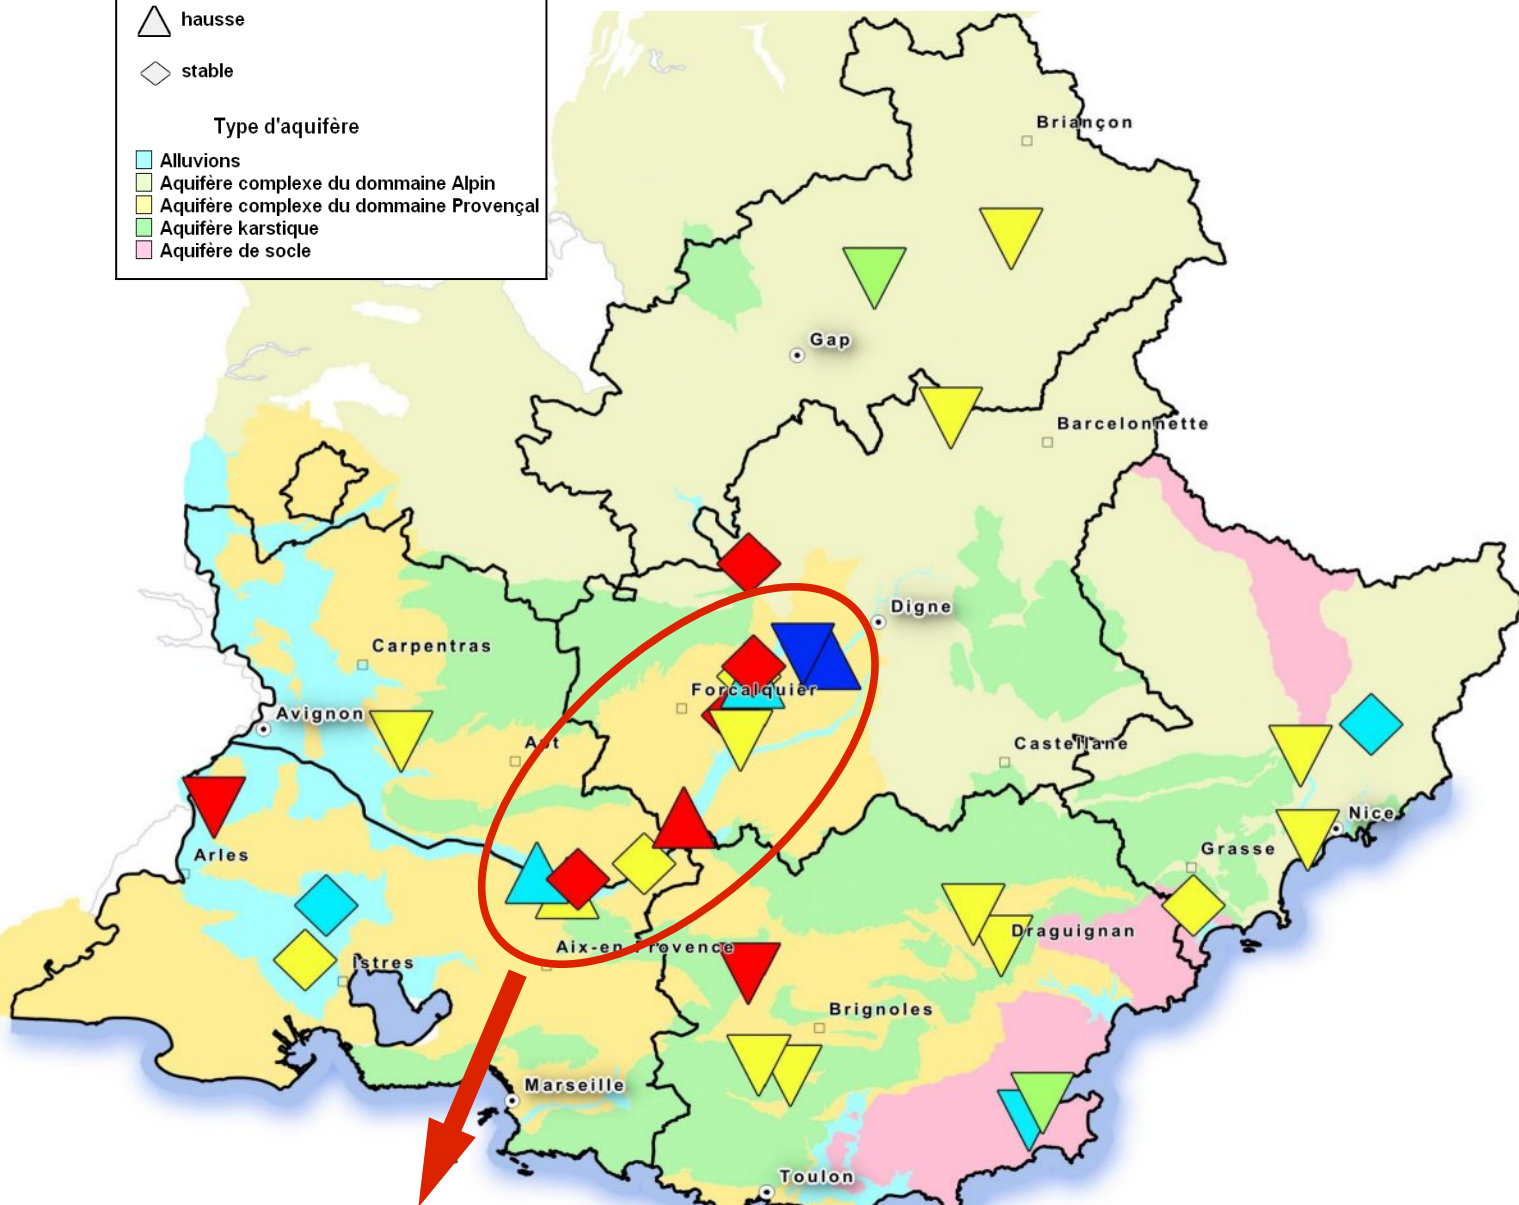 hausse
stable
Type d'aquifère
Alluvions
Aquifère complexe du dommaine Alpin
Aquifère complexe du dommaine Provençal
Aquifère karstique
Aquifère de socle
Briançon
Gap
Barcelonnette
Digne
Carpentras
Forcalquier
Avignon
Apt
Castellane
Nice
Grasse
Arles
Draguignan
Aix-en-Provence
Istres
Brignoles
Marseille
Toulon